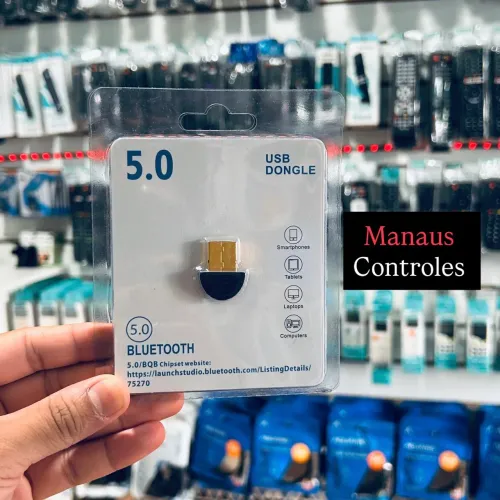 5.0
USB
DONGLE
Smartphones
Tablets
Laptops
Computers
5.0
BLUETOOTH
5.0/BQB Chipset website:
https://launchstudio.bluetooth.com/ListingDetails/
75270
Manaus
Controles